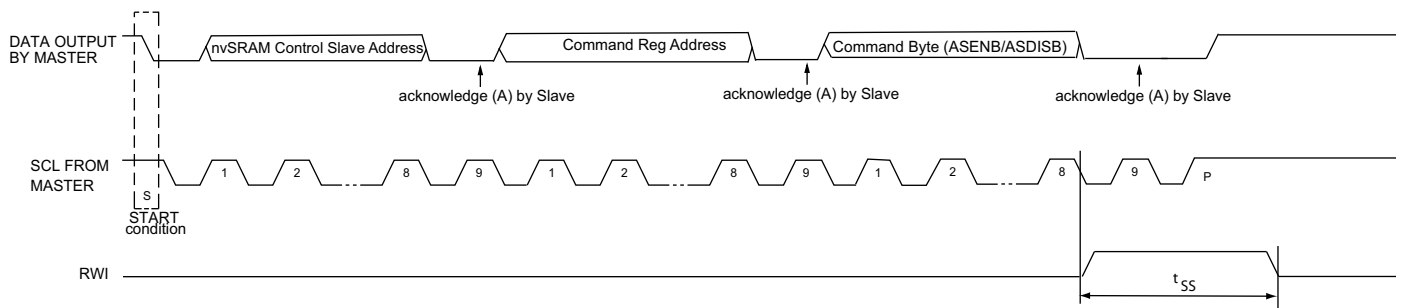 DATA OUTPUT
BY MASTER
nvSRAM Control Slave Address
Command Reg Address
Command Byte (ASENB/ASDISB)
acknowledge (A) by Slave
acknowledge (A) by Slave
acknowledge (A) by Slave
SCL FROM
MASTER
S
1 2 8 9 1 2 8 9 1 2 8 9 P
START
condition
RWI
tSS